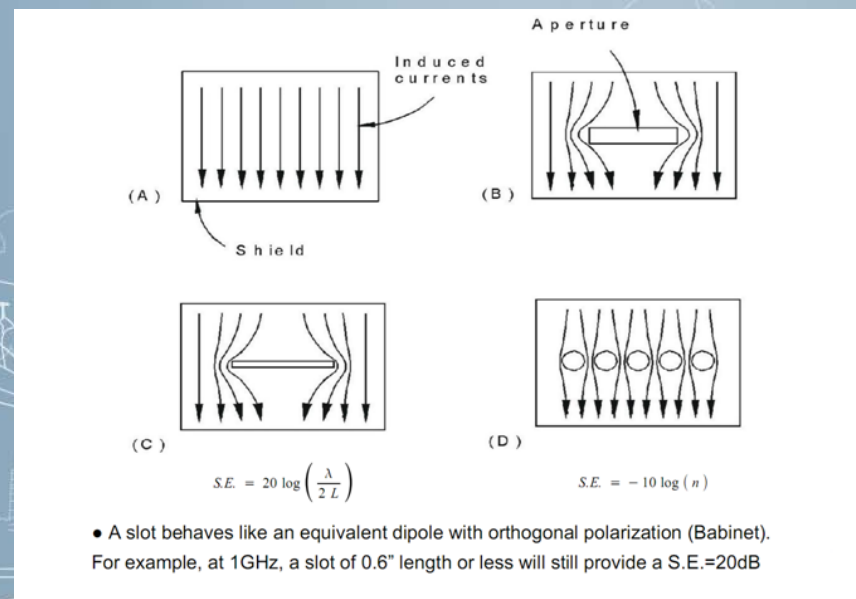 Aperture
Induced
currents
(A)
(B)
Shield
(C)
(D)
S.E. = 20 log ( λ / 2 L )
S.E. = − 10 log ( n )
● A slot behaves like an equivalent dipole with orthogonal polarization (Babinet).
For example, at 1GHz, a slot of 0.6” length or less will still provide a S.E.=20dB